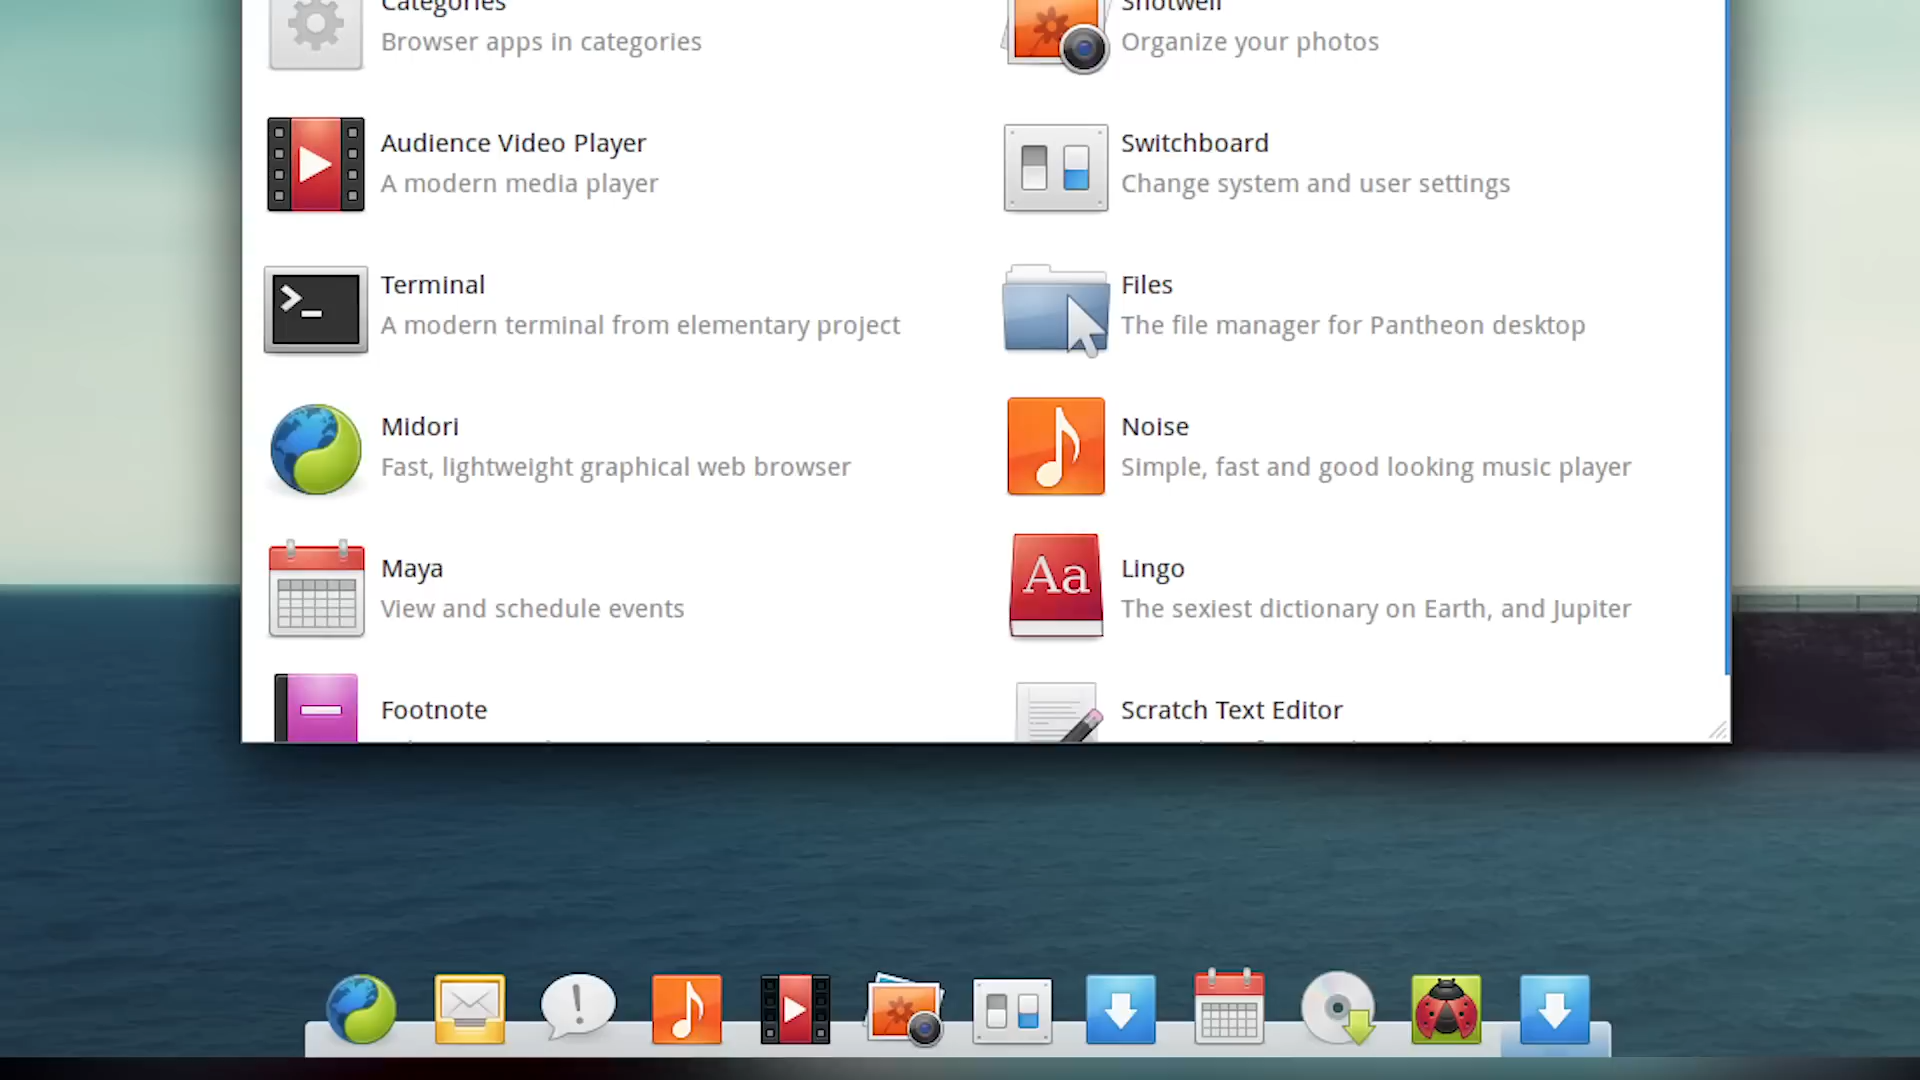 Categories
Browser apps in categories
Shotwell
Organize your photos
Audience Video Player
A modern media player
Switchboard
Change system and user settings
Terminal
A modern terminal from elementary project
Files
The file manager for Pantheon desktop
Midori
Fast, lightweight graphical web browser
Noise
Simple, fast and good looking music player
Maya
View and schedule events
Aa
Lingo
The sexiest dictionary on Earth, and Jupiter
Footnote
Scratch Text Editor